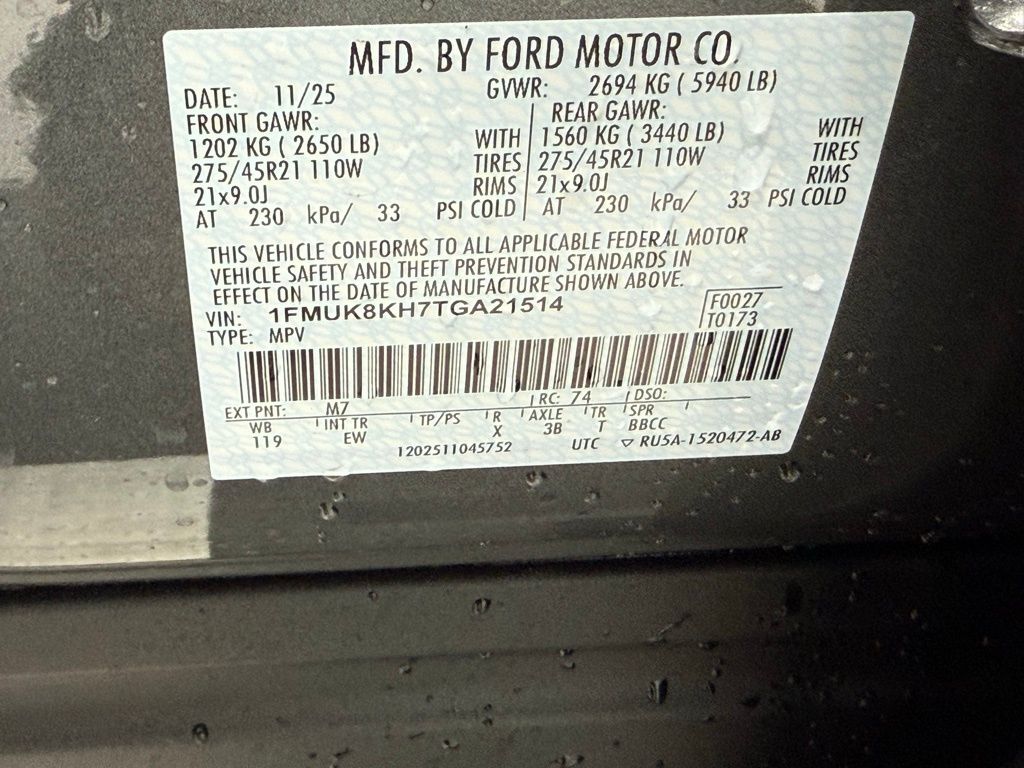 MFD. BY FORD MOTOR CO.
DATE: 11/25 GVWR: 2694 KG ( 5940 LB)
FRONT GAWR: REAR GAWR:
1202 KG ( 2650 LB) WITH 1560 KG ( 3440 LB) WITH
275/45R21 110W TIRES 275/45R21 110W TIRES
21x9.0J RIMS 21x9.0J RIMS
AT 230 kPa/ 33 PSI COLD AT 230 kPa/ 33 PSI COLD
THIS VEHICLE CONFORMS TO ALL APPLICABLE FEDERAL MOTOR
VEHICLE SAFETY AND THEFT PREVENTION STANDARDS IN
EFFECT ON THE DATE OF MANUFACTURE SHOWN ABOVE.
VIN: 1FMUK8KH7TGA21514 F0027
TYPE: MPV T0173
EXT PNT: M7 RC: 74 DSO:
WB INT TR TP/PS R AXLE TR SPR
119 EW X 3B T BBCC
1202511045752 UTC ▽ RU5A-1520472-AB